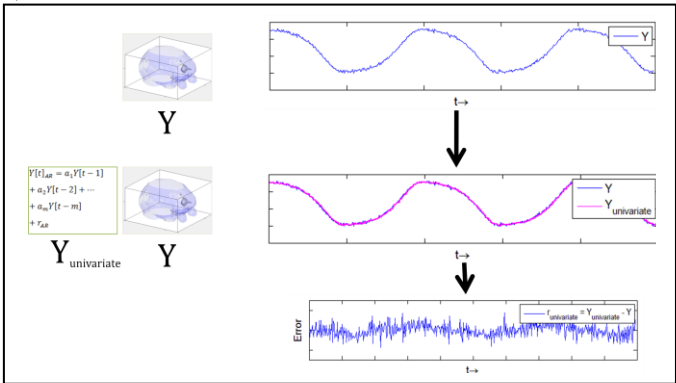 Y
Y
t→
Y[t]_AR = a_1Y[t − 1]
+ a_2Y[t − 2] + ⋯
+ a_mY[t − m]
+ r_AR
Y_univariate
Y
Y
Y_univariate
t→
Error
r_univariate = Y_univariate - Y
t→